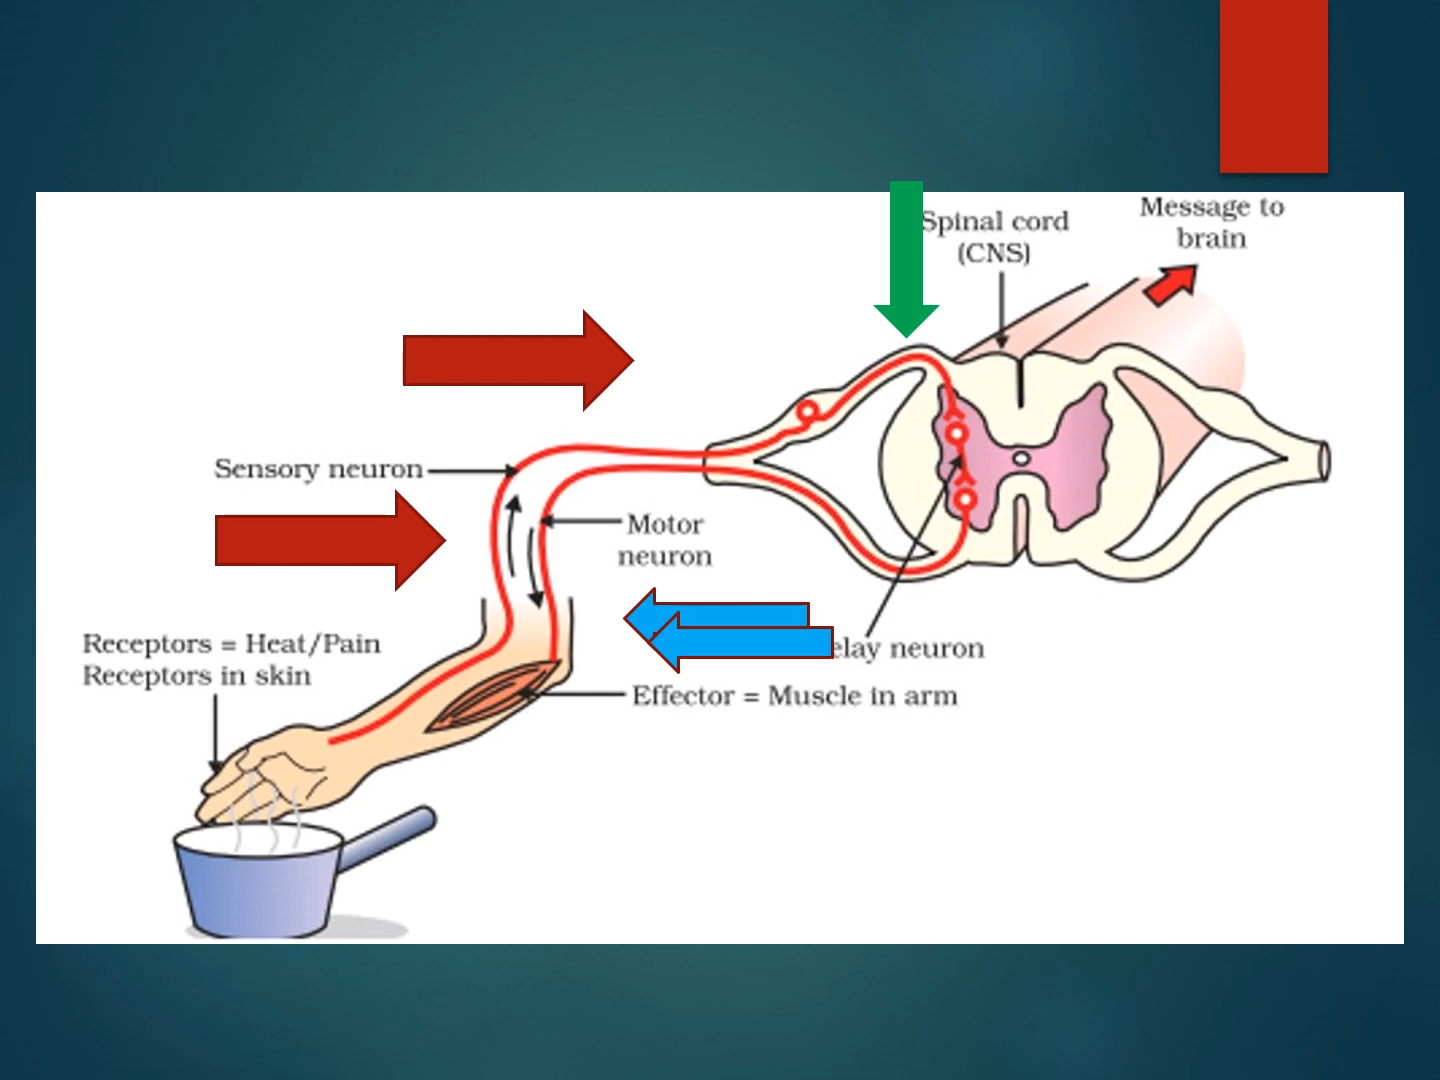 Spinal cord
(CNS)
Message to
brain
Sensory neuron
Motor
neuron
Receptors = Heat/Pain
Receptors in skin
elay neuron
Effector = Muscle in arm